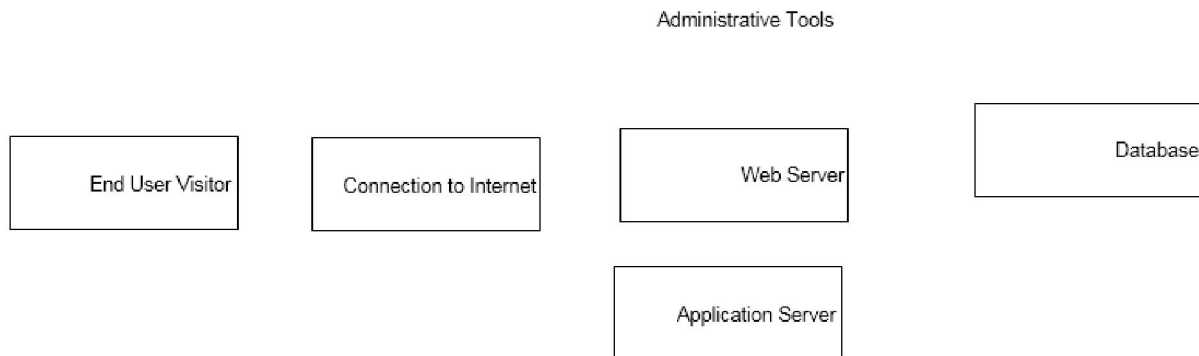 Administrative Tools
End User Visitor
Connection to Internet
Web Server
Database
Application Server